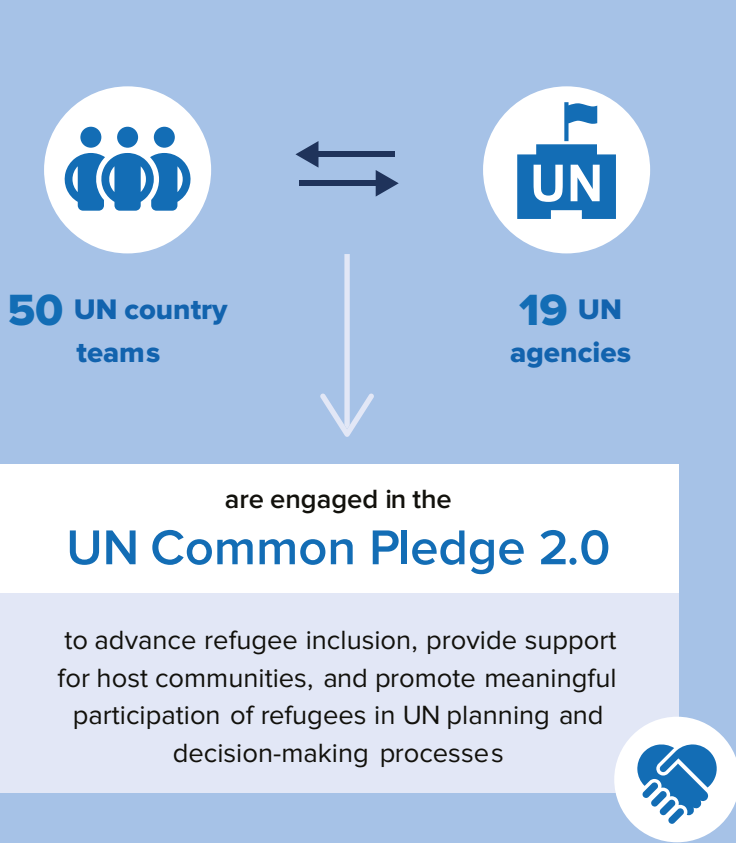 UN
50 UN country
teams
19 UN
agencies
are engaged in the
UN Common Pledge 2.0
to advance refugee inclusion, provide support
for host communities, and promote meaningful
participation of refugees in UN planning and
decision-making processes